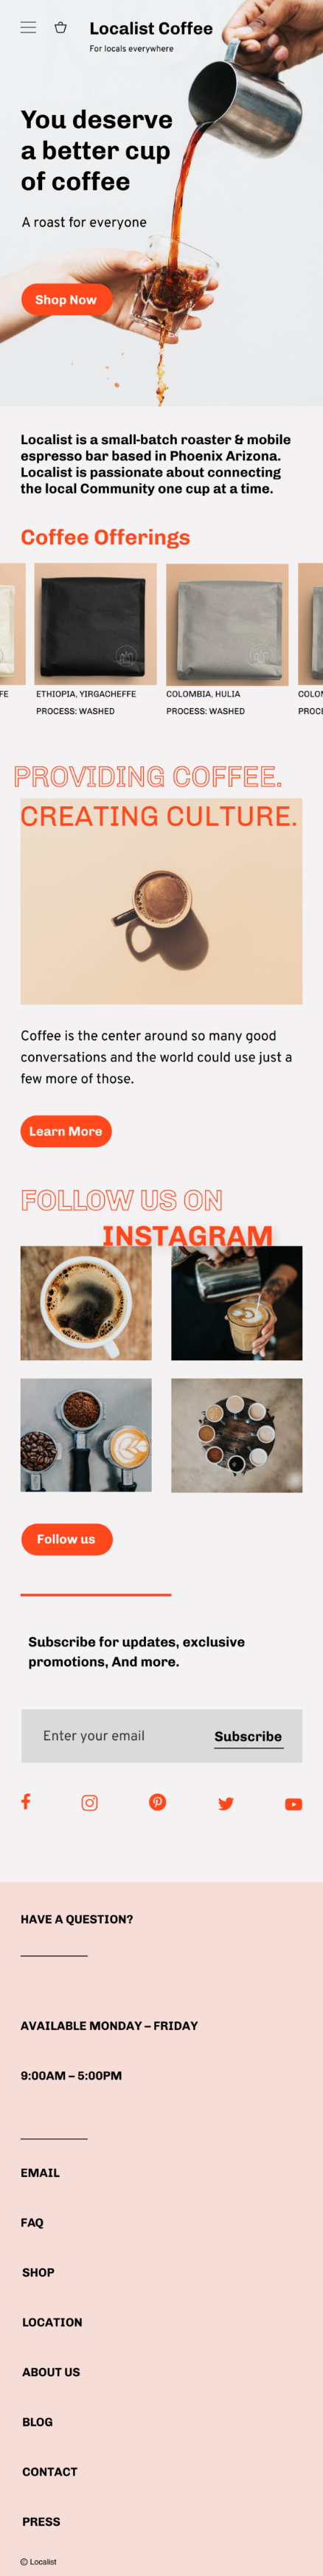 Localist Coffee
For locals everywhere
You deserve
a better cup
of coffee
A roast for everyone
Shop Now
Localist is a small-batch roaster & mobile
espresso bar based in Phoenix Arizona.
Localist is passionate about connecting
the local Community one cup at a time.
Coffee Offerings
FE
ETHIOPIA, YIRGACHEFFE
COLOMBIA, HULIA
COLO
PROCESS: WASHED
PROCESS: WASHED
PROCE
PROVIDING COFFEE.
CREATING CULTURE.
Coffee is the center around so many good
conversations and the world could use just a
few more of those.
Learn More
FOLLOW US ON
INSTAGRAM
Follow us
Subscribe for updates, exclusive
promotions, And more.
Enter your email
Subscribe
HAVE A QUESTION?
AVAILABLE MONDAY – FRIDAY
9:00AM – 5:00PM
EMAIL
FAQ
SHOP
LOCATION
ABOUT US
BLOG
CONTACT
PRESS
© Localist